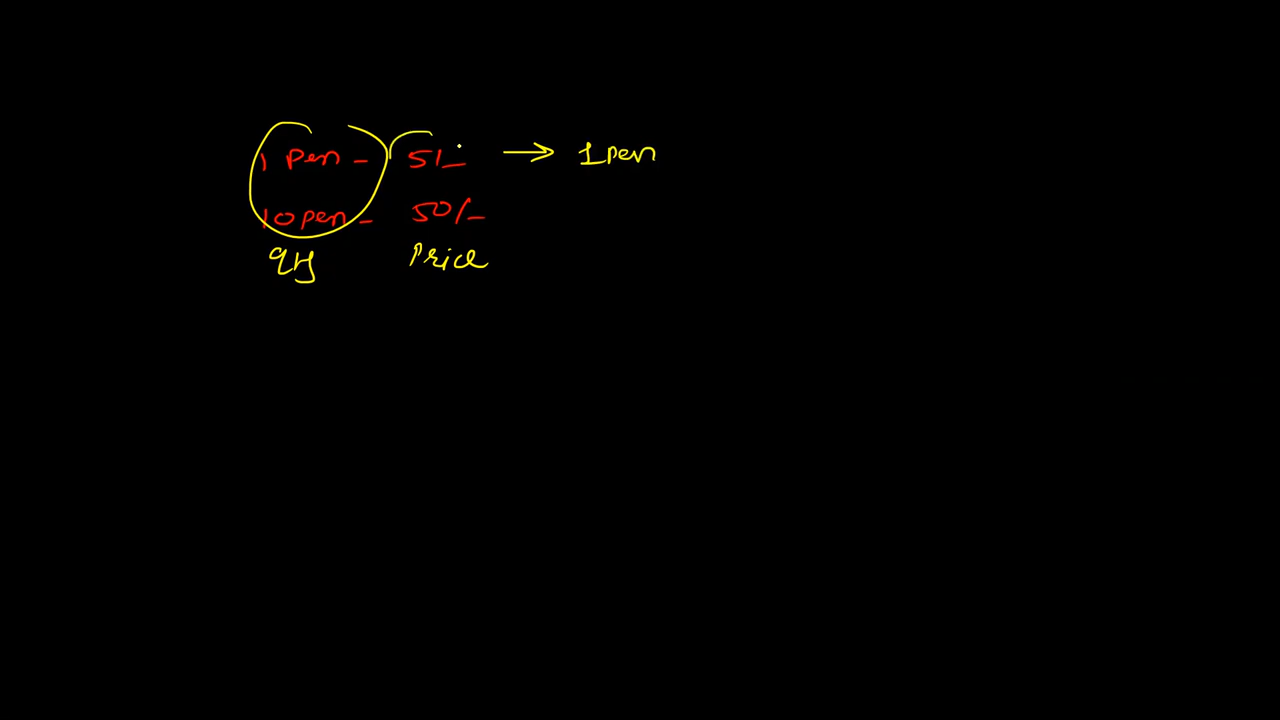 1 pen - 5/- → 1 pen
10 pen - 50/-
qty price